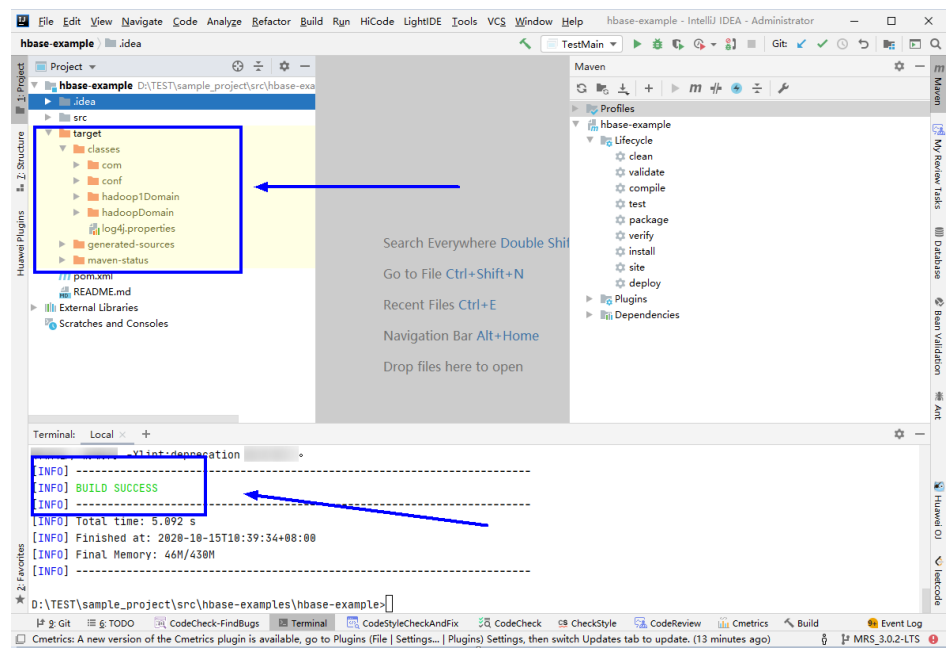 File Edit View Navigate Code Analyze Refactor Build Run HiCode LightIDE Tools VCS Window Help hbase-example - IntelliJ IDEA - Administrator
hbase-example .idea TestMain Git:
1: Project
Z: Structure
Huawei Plugins
2: Favorites
Project
hbase-example D:\TEST\sample_project\src\hbase-exa
.idea
src
target
classes
com
conf
hadoop1Domain
hadoopDomain
log4j.properties
generated-sources
maven-status
pom.xml
README.md
External Libraries
Scratches and Consoles
Search Everywhere Double Shif
Go to File Ctrl+Shift+N
Recent Files Ctrl+E
Navigation Bar Alt+Home
Drop files here to open
Maven
Profiles
hbase-example
Lifecycle
clean
validate
compile
test
package
verify
install
site
deploy
Plugins
Dependencies
Maven
My Review Tasks
Database
Bean Validation
Ant
Huawei OJ
leetcode
Terminal: Local × +
-Xlint:deprecation 。
[INFO] ------------------------------------------------------------------------
[INFO] BUILD SUCCESS
[INFO] ------------------------------------------------------------------------
[INFO] Total time: 5.092 s
[INFO] Finished at: 2020-10-15T10:39:34+08:00
[INFO] Final Memory: 46M/430M
[INFO] ------------------------------------------------------------------------
D:\TEST\sample_project\src\hbase-examples\hbase-example>
9: Git 6: TODO CodeCheck-FindBugs Terminal CodeStyleCheckAndFix CodeCheck CheckStyle CodeReview Cmetrics Build Event Log
Cmetrics: A new version of the Cmetrics plugin is available, go to Plugins (File | Settings... | Plugins) Settings, then switch Updates tab to update. (13 minutes ago) MRS_3.0.2-LTS